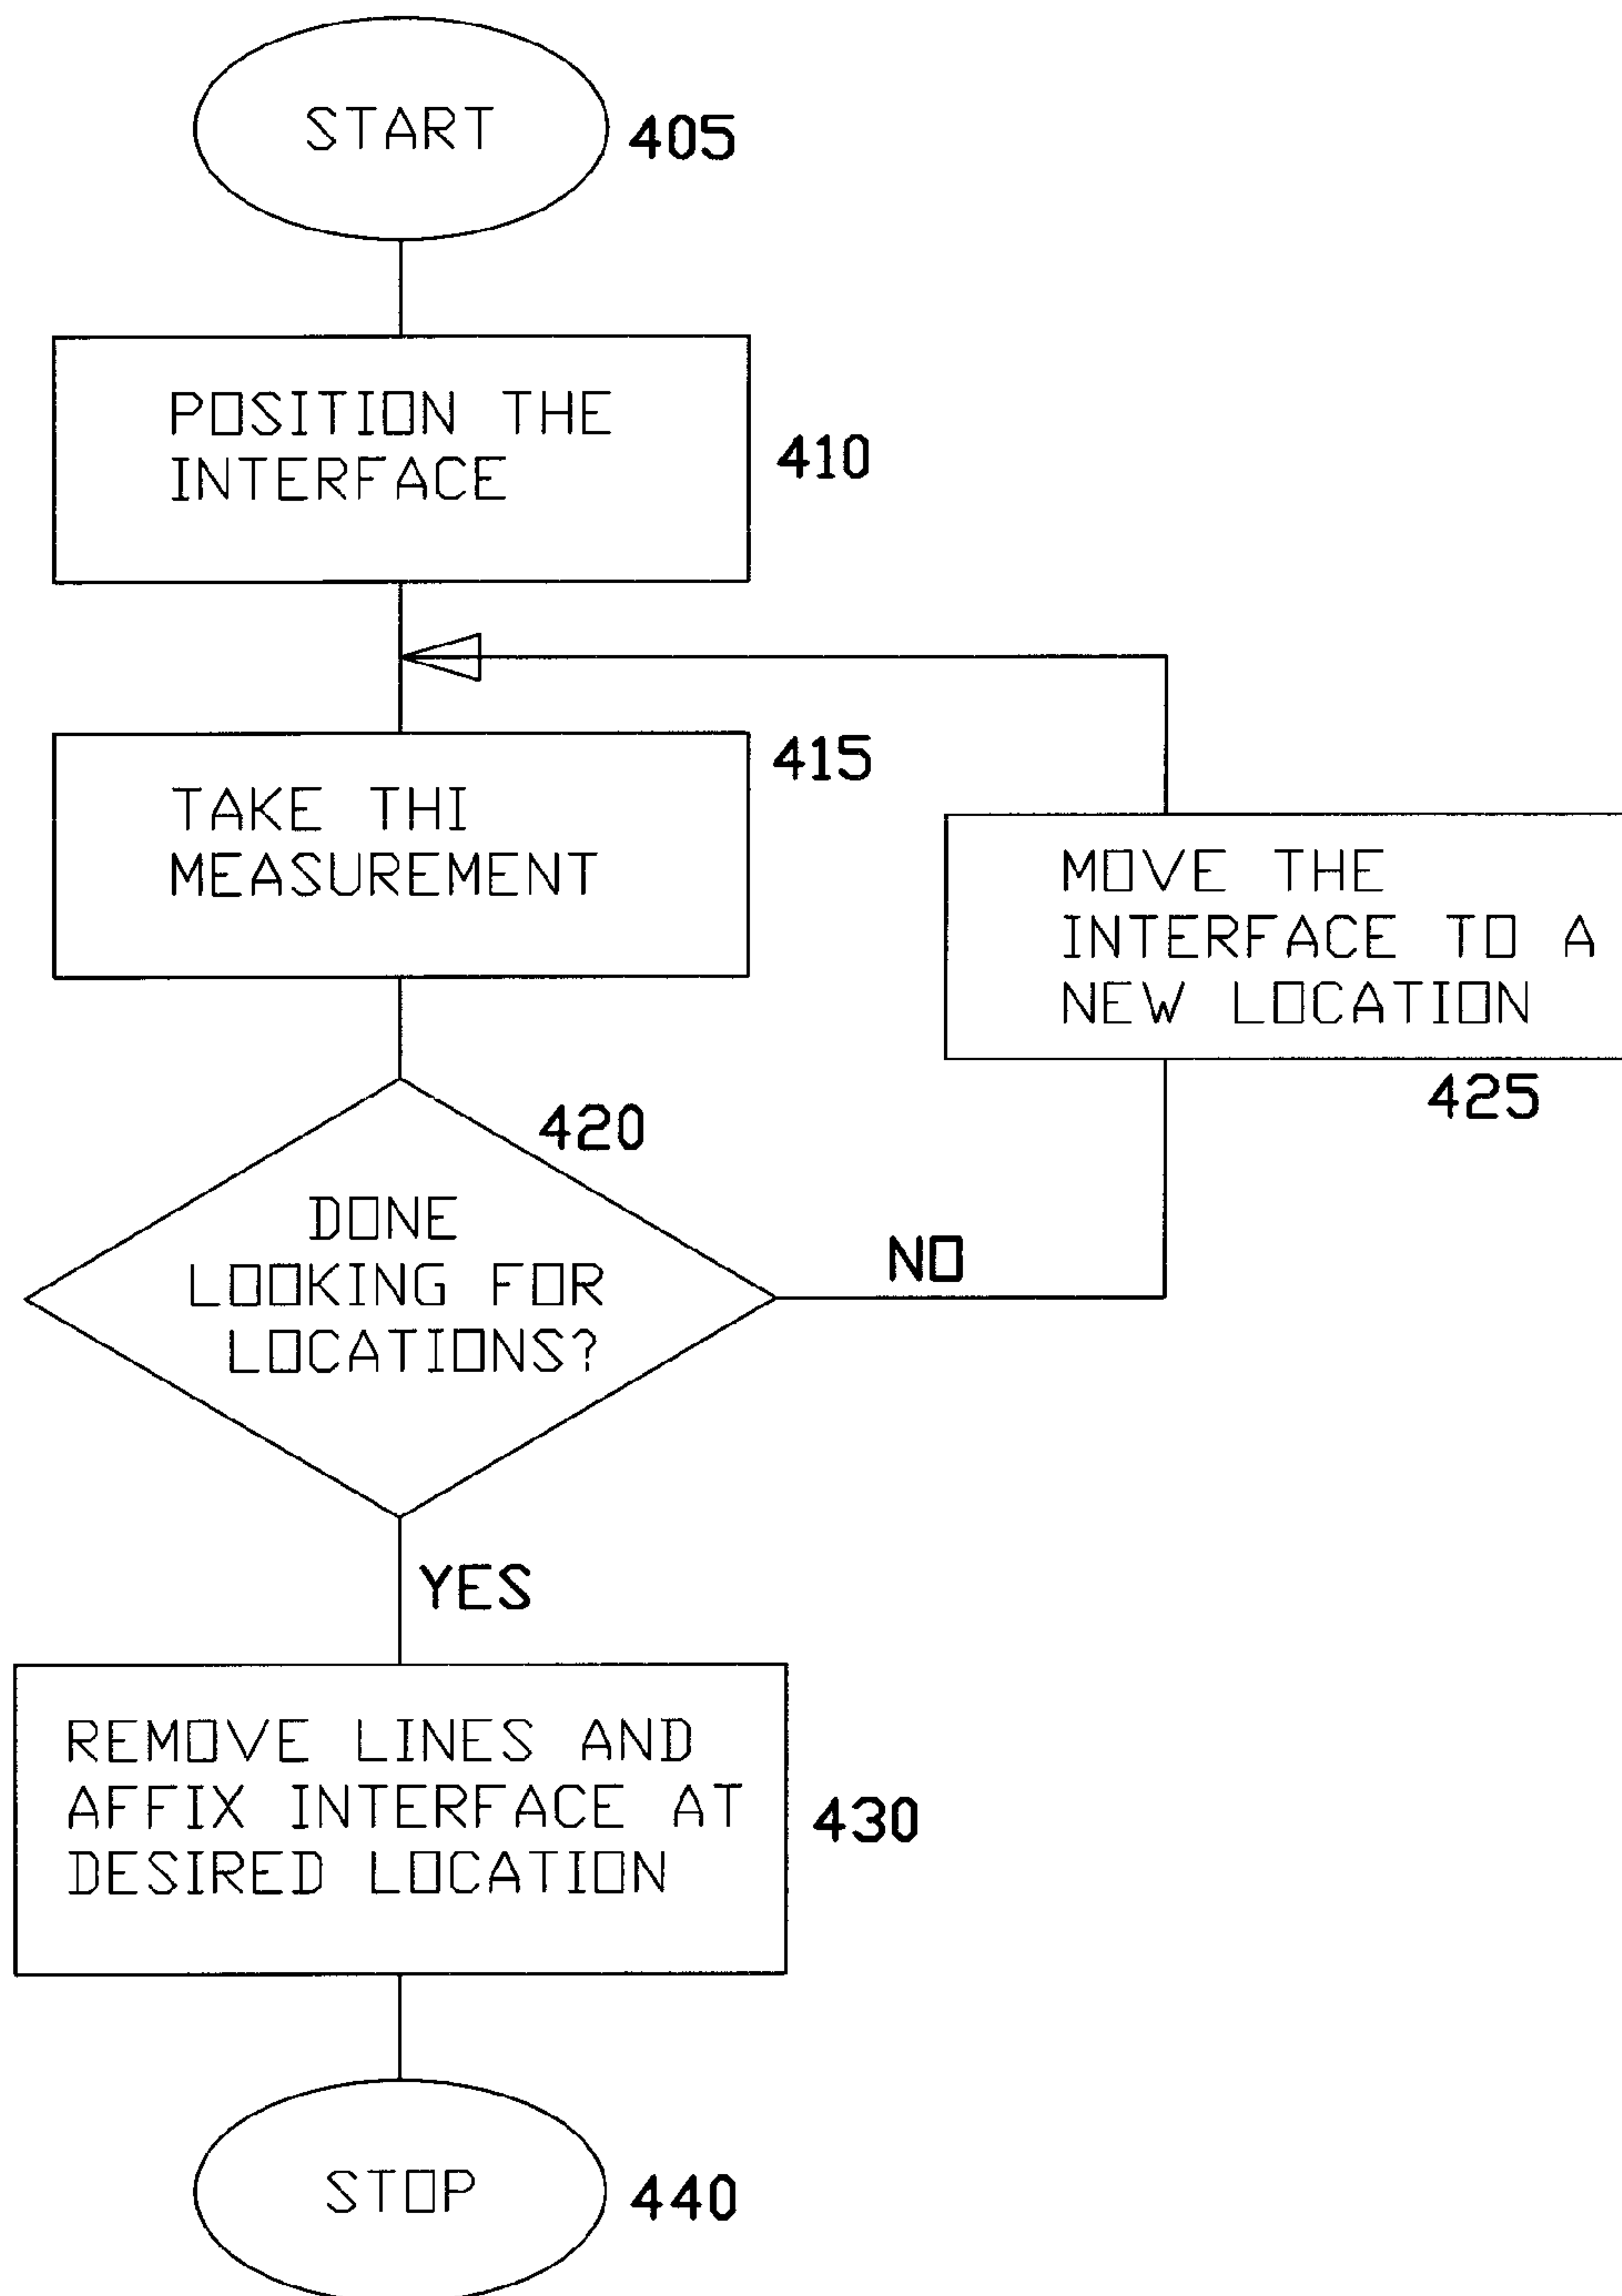 START
405
POSITION THE
INTERFACE
410
TAKE THI
MEASUREMENT
415
MOVE THE
INTERFACE TO A
NEW LOCATION
425
420
DONE
LOOKING FOR
LOCATIONS?
NO
YES
REMOVE LINES AND
AFFIX INTERFACE AT
DESIRED LOCATION
430
STOP
440